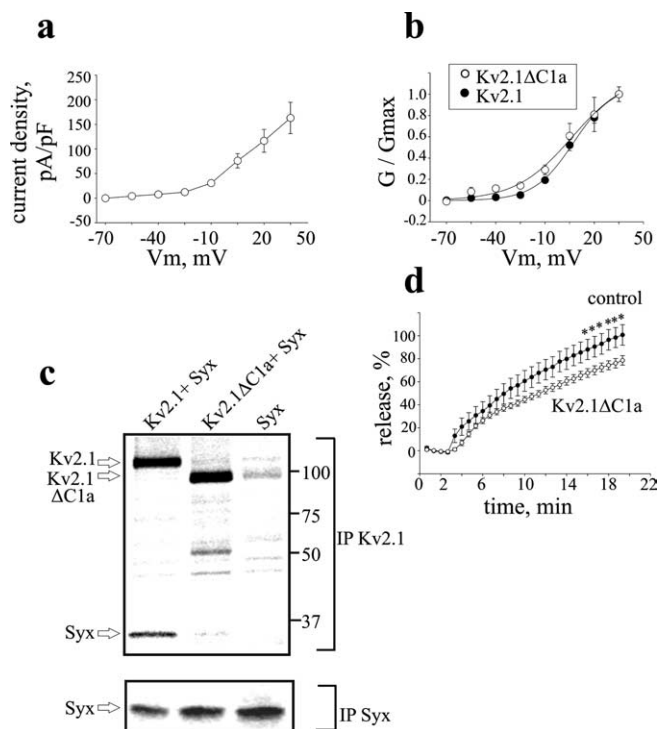 a
current density,
pA/pF
250
200
150
100
50
0
-50
-70
-40
-10
20
50
Vm, mV
b
Kv2.1ΔC1a
Kv2.1
G / Gmax
1.0
0.8
0.6
0.4
0.2
0
-0.2
-70
-40
-10
20
50
Vm, mV
c
Kv2.1+ Syx
Kv2.1ΔC1a+ Syx
Syx
Kv2.1
Kv2.1
ΔC1a
Syx
100
75
50
37
IP Kv2.1
Syx
IP Syx
d
control
******
release, %
100
80
60
40
20
0
Kv2.1ΔC1a
2
6
10
14
18
22
time, min